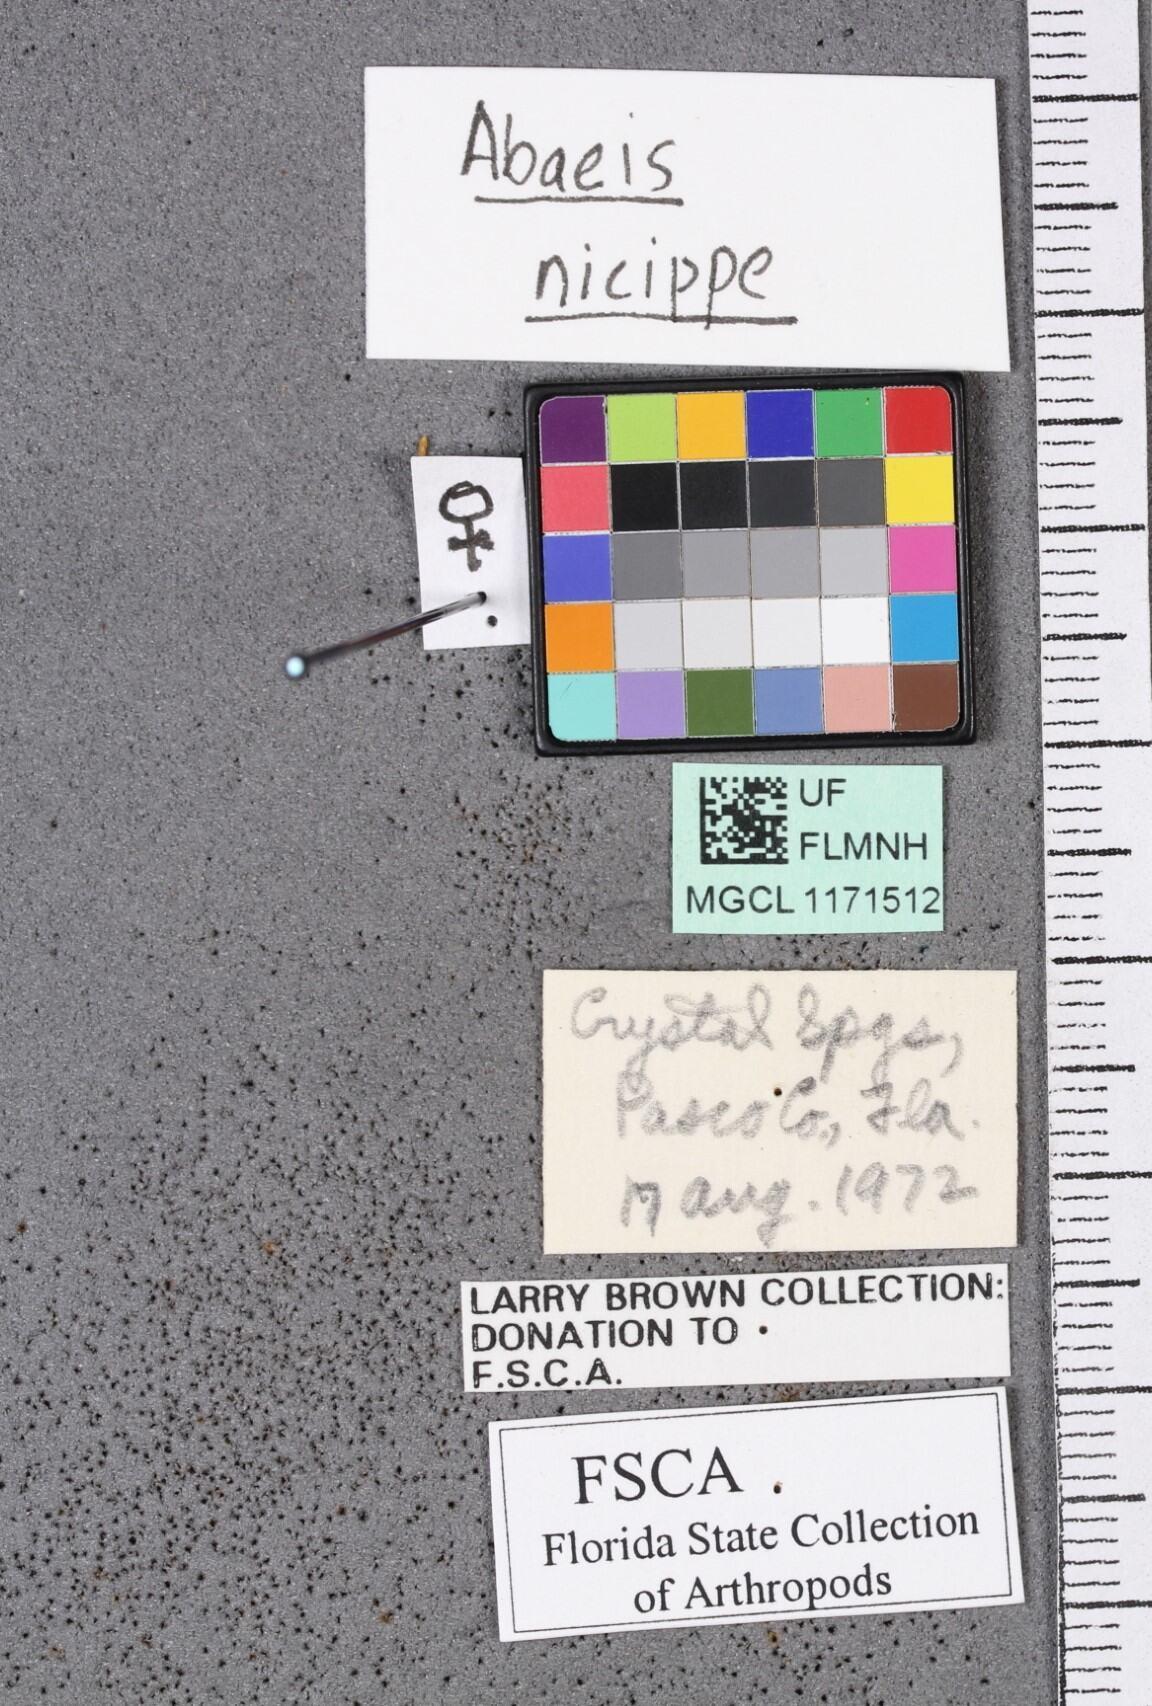 Abaeis
nicippe
♀
UF
FLMNH
MGCL 1171512
Crystal Spgs,
Pasco Co., Fla.
17 Aug. 1972
LARRY BROWN COLLECTION:
DONATION TO
F.S.C.A.
FSCA
Florida State Collection
of Arthropods